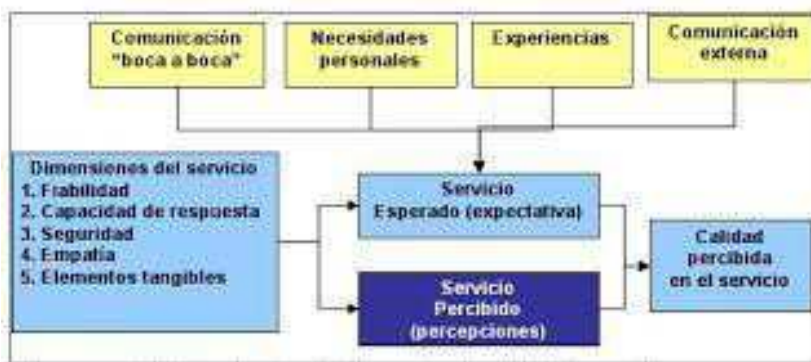 Comunicación
"boca a boca"
Necesidades
personales
Experiencias
Comunicación
externa
Dimensiones del servicio
1. Fiabilidad
2. Capacidad de respuesta
3. Seguridad
4. Empatía
5. Elementos tangibles
Servicio
Esperado (expectativa)
Servicio
Percibido
(percepciones)
Calidad
percibida
en el servicio